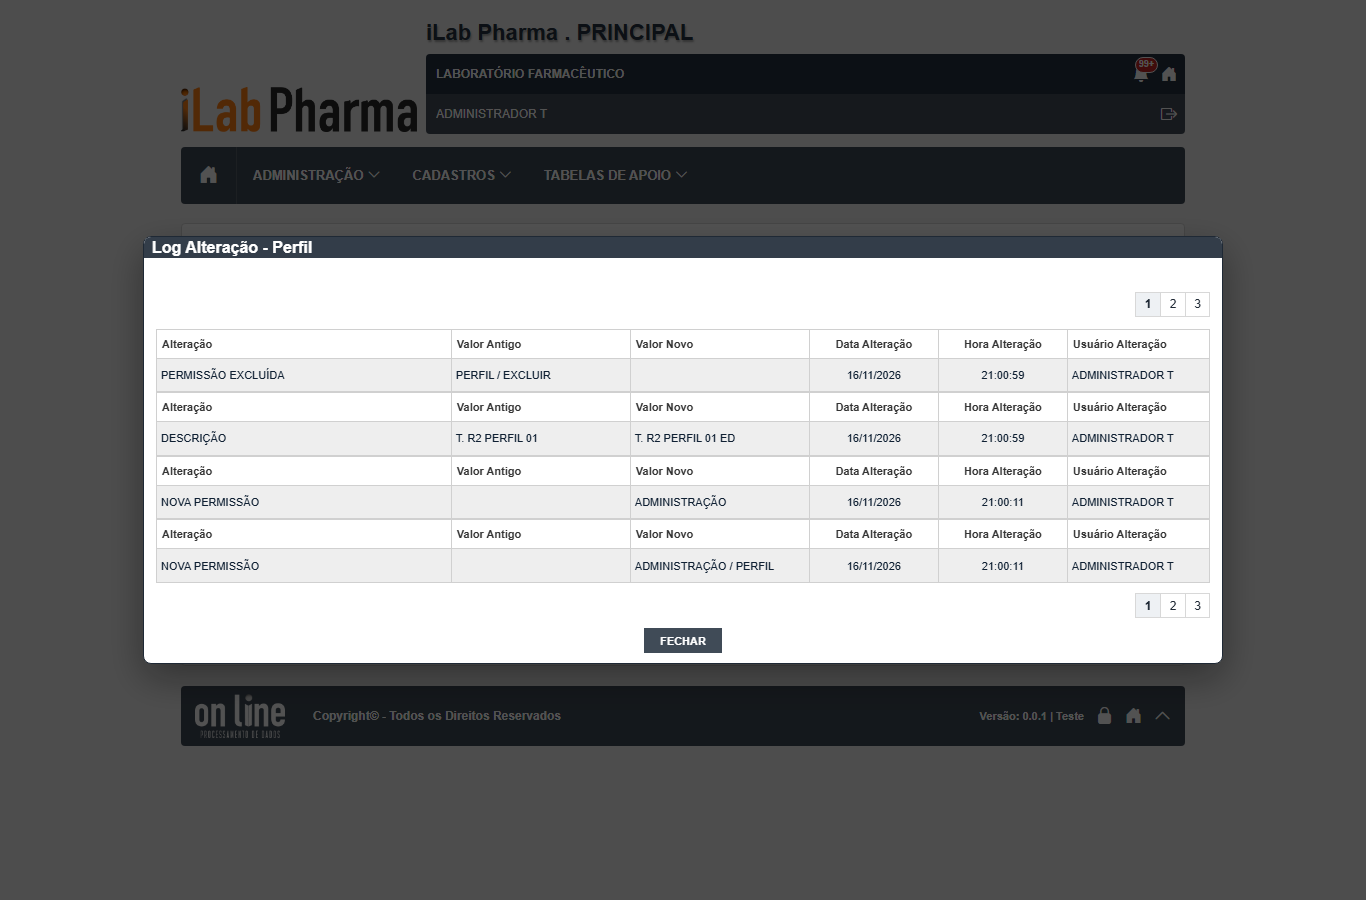 iLab Pharma . PRINCIPAL
LABORATÓRIO FARMACÊUTICO
99+
iLab Pharma
ADMINISTRADOR T
ADMINISTRAÇÃO CADASTROS TABELAS DE APOIO
Log Alteração - Perfil
1 2 3
Alteração Valor Antigo Valor Novo Data Alteração Hora Alteração Usuário Alteração
PERMISSÃO EXCLUÍDA PERFIL / EXCLUIR 16/11/2026 21:00:59 ADMINISTRADOR T
Alteração Valor Antigo Valor Novo Data Alteração Hora Alteração Usuário Alteração
DESCRIÇÃO T. R2 PERFIL 01 T. R2 PERFIL 01 ED 16/11/2026 21:00:59 ADMINISTRADOR T
Alteração Valor Antigo Valor Novo Data Alteração Hora Alteração Usuário Alteração
NOVA PERMISSÃO ADMINISTRAÇÃO 16/11/2026 21:00:11 ADMINISTRADOR T
Alteração Valor Antigo Valor Novo Data Alteração Hora Alteração Usuário Alteração
NOVA PERMISSÃO ADMINISTRAÇÃO / PERFIL 16/11/2026 21:00:11 ADMINISTRADOR T
1 2 3
FECHAR
on line
PROCESSAMENTO DE DADOS
Copyright© - Todos os Direitos Reservados
Versão: 0.0.1 | Teste